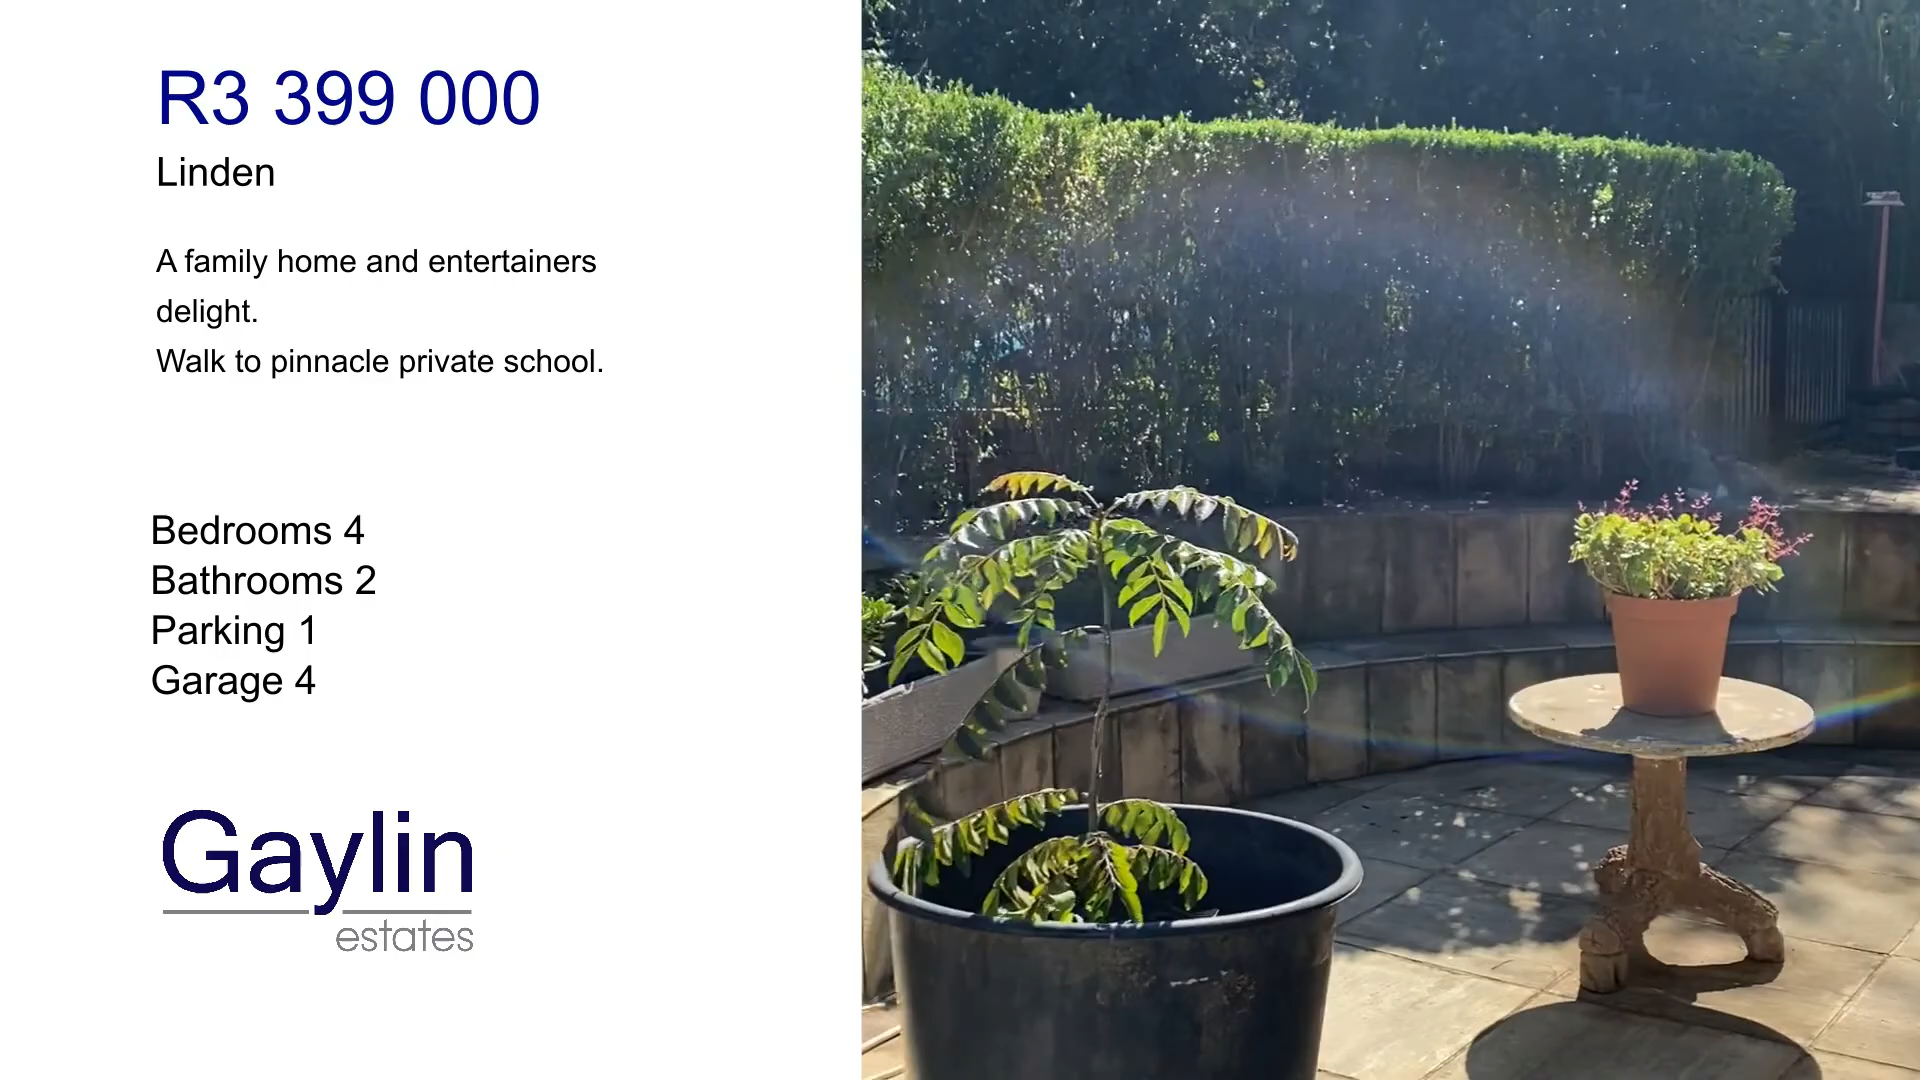 R3 399 000
Linden
A family home and entertainers
delight.
Walk to pinnacle private school.
Bedrooms 4
Bathrooms 2
Parking 1
Garage 4
Gaylin
estates